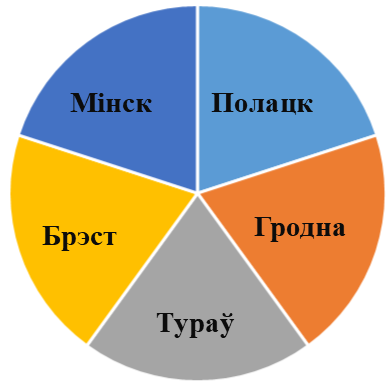 Мінск
Полацк
Гродна
Брэст
Тураў